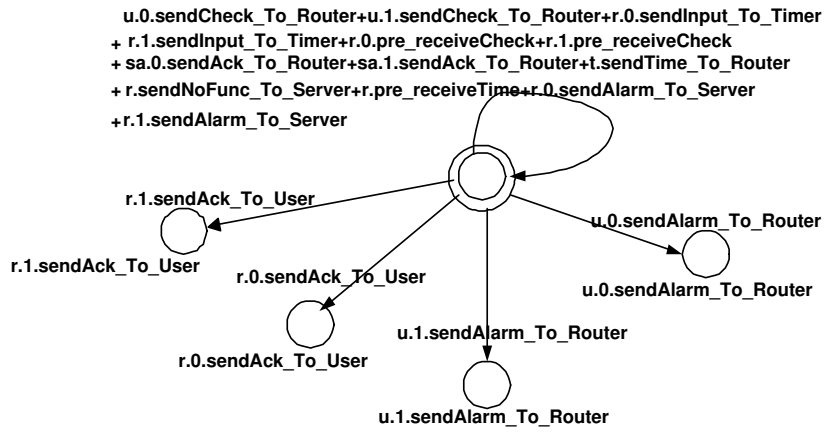 u.0.sendCheck_To_Router+u.1.sendCheck_To_Router+r.0.sendInput_To_Timer
+ r.1.sendInput_To_Timer+r.0.pre_receiveCheck+r.1.pre_receiveCheck
+ sa.0.sendAck_To_Router+sa.1.sendAck_To_Router+t.sendTime_To_Router
+ r.sendNoFunc_To_Server+r.pre_receiveTime+r.0.sendAlarm_To_Server
+r.1.sendAlarm_To_Server
r.1.sendAck_To_User
u.0.sendAlarm_To_Router
r.1.sendAck_To_User
r.0.sendAck_To_User
u.0.sendAlarm_To_Router
u.1.sendAlarm_To_Router
r.0.sendAck_To_User
u.1.sendAlarm_To_Router